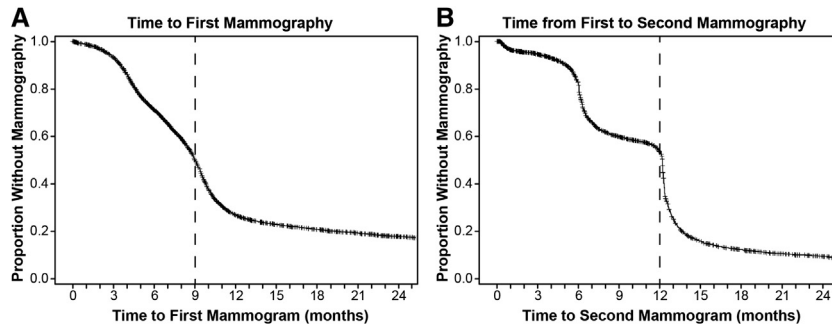 A
Time to First Mammography
Proportion Without Mammography
1.0
0.8
0.6
0.4
0.2
0.0
0 3 6 9 12 15 18 21 24
Time to First Mammogram (months)
B
Time from First to Second Mammography
Proportion Without Mammography
1.0
0.8
0.6
0.4
0.2
0.0
0 3 6 9 12 15 18 21 24
Time to Second Mammogram (months)